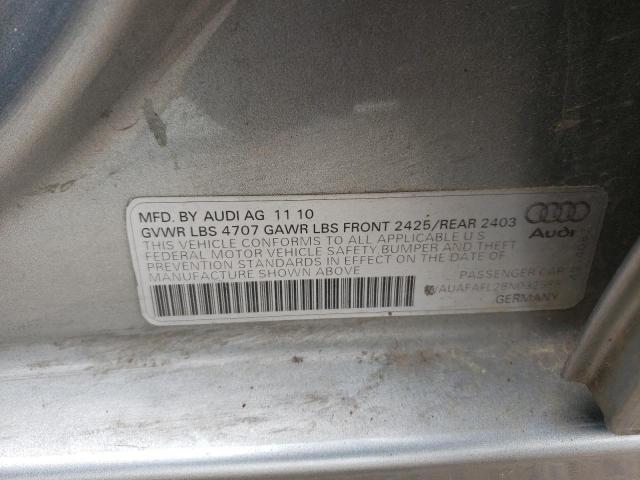 MFD. BY AUDI AG 11 10
GVWR LBS 4707 GAWR LBS FRONT 2425/REAR 2403
THIS VEHICLE CONFORMS TO ALL APPLICABLE U S
FEDERAL MOTOR VEHICLE SAFETY, BUMPER AND THEFT
PREVENTION STANDARDS IN EFFECT ON THE DATE OF
MANUFACTURE SHOWN ABOVE
Audi
PASSENGER CAR
GERMANY